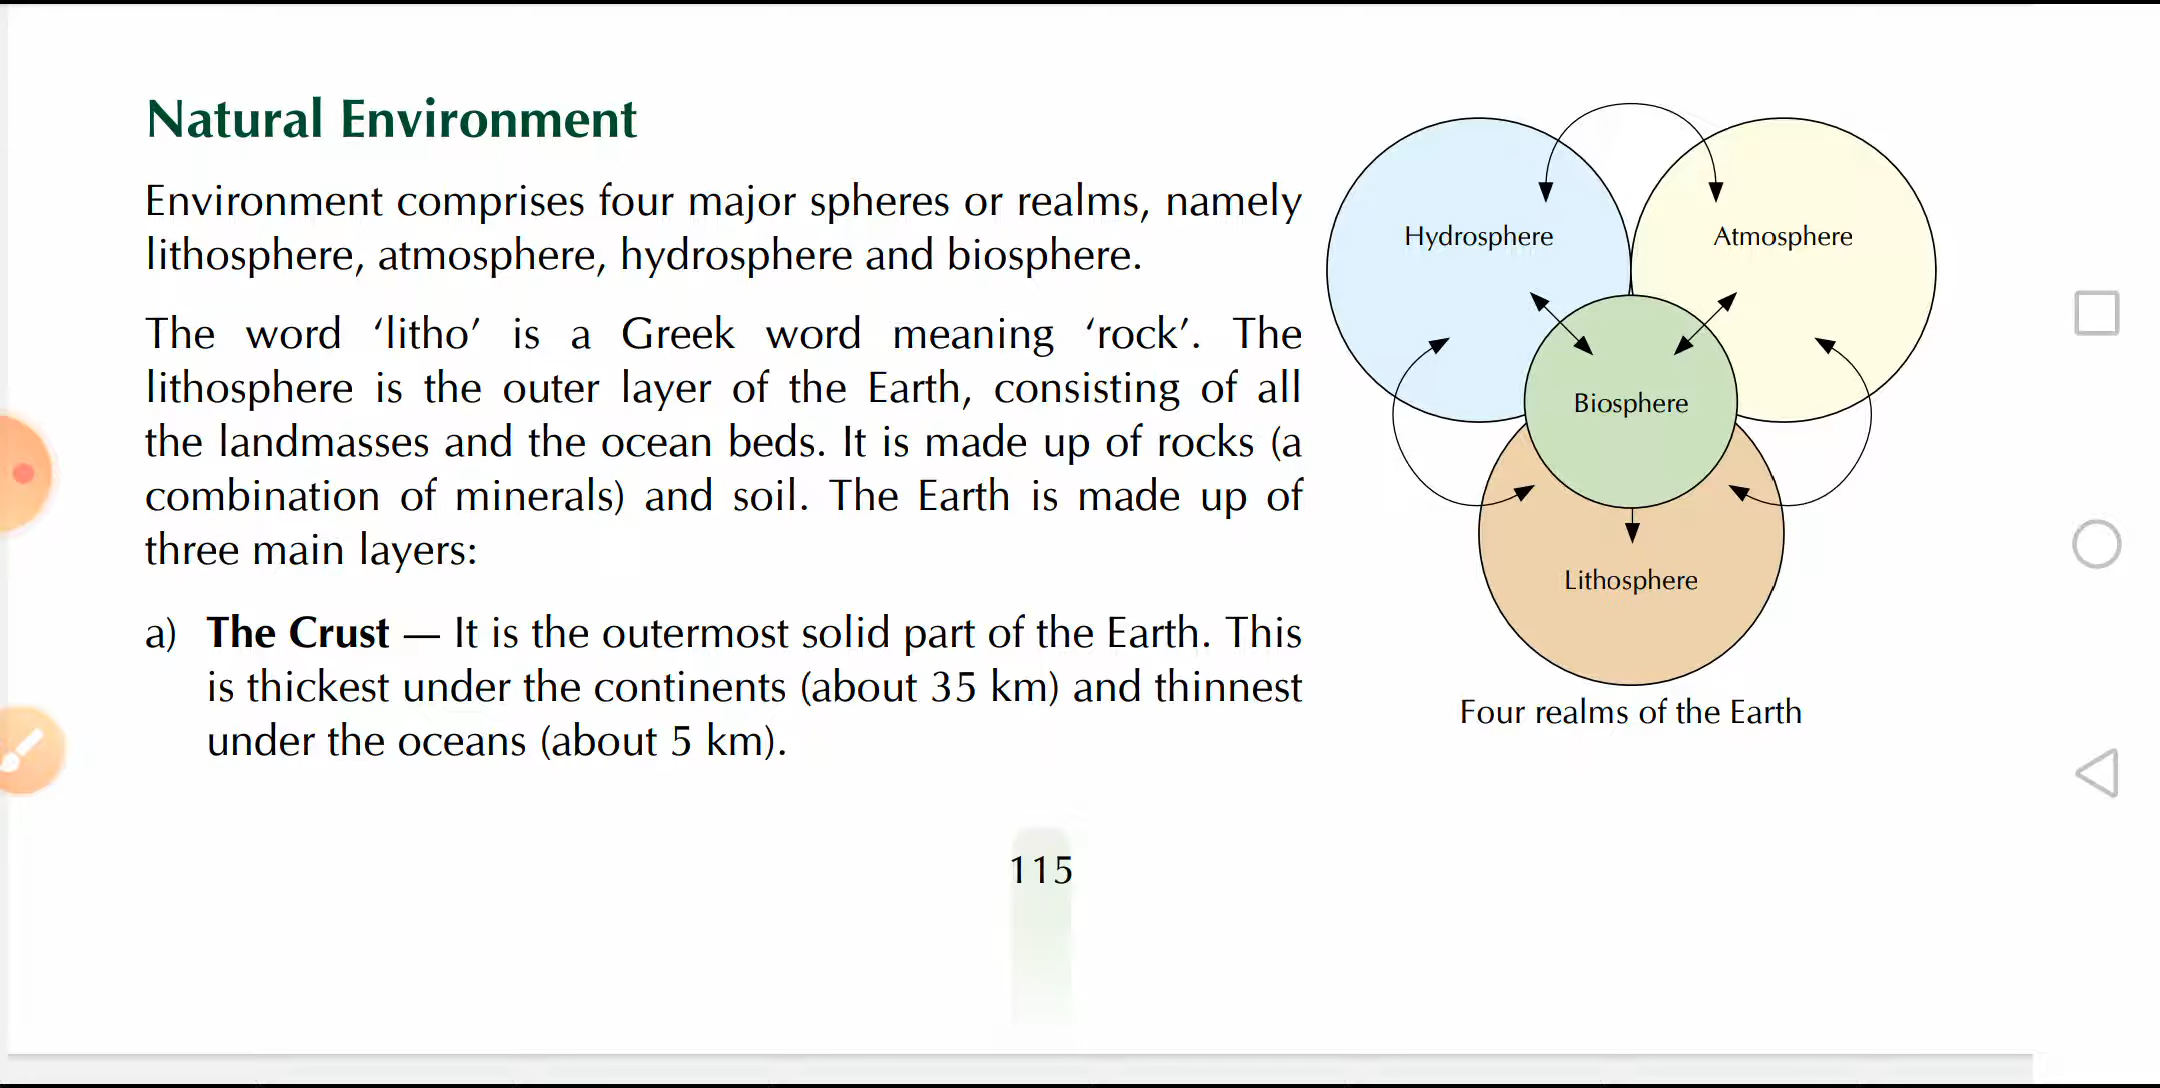 Natural Environment
Environment comprises four major spheres or realms, namely
lithosphere, atmosphere, hydrosphere and biosphere.
The word ‘litho’ is a Greek word meaning ‘rock’. The
lithosphere is the outer layer of the Earth, consisting of all
the landmasses and the ocean beds. It is made up of rocks (a
combination of minerals) and soil. The Earth is made up of
three main layers:
a) The Crust — It is the outermost solid part of the Earth. This
is thickest under the continents (about 35 km) and thinnest
under the oceans (about 5 km).
Hydrosphere
Atmosphere
Biosphere
Lithosphere
Four realms of the Earth
115